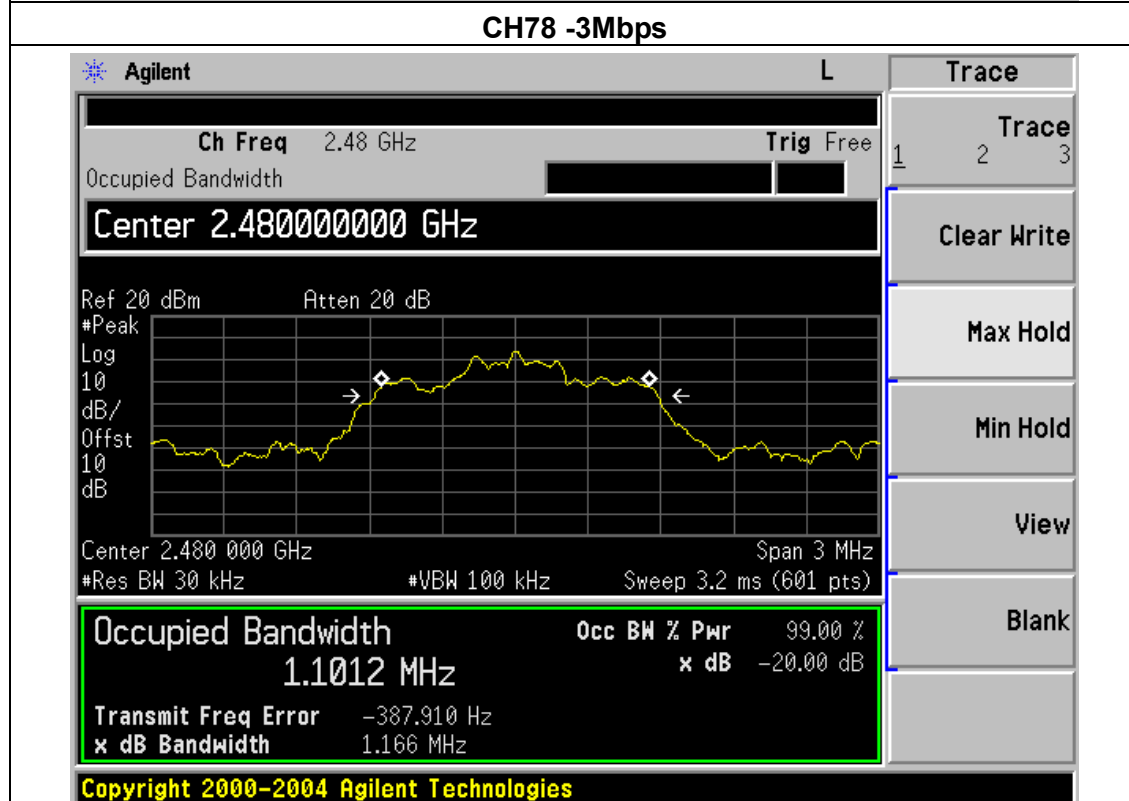 CH78 -3Mbps
Agilent L Trace
Ch Freq 2.48 GHz Trig Free
Occupied Bandwidth
Center 2.480000000 GHz
Ref 20 dBm Atten 20 dB
#Peak
Log
10
dB/
Offst
10
dB
Center 2.480 000 GHz Span 3 MHz
#Res BW 30 kHz #VBW 100 kHz Sweep 3.2 ms (601 pts)
Occupied Bandwidth Occ BW % Pwr 99.00 %
1.1012 MHz x dB -20.00 dB
Transmit Freq Error -387.910 Hz
x dB Bandwidth 1.166 MHz
Copyright 2000-2004 Agilent Technologies
Trace
1 2 3
Clear Write
Max Hold
Min Hold
View
Blank